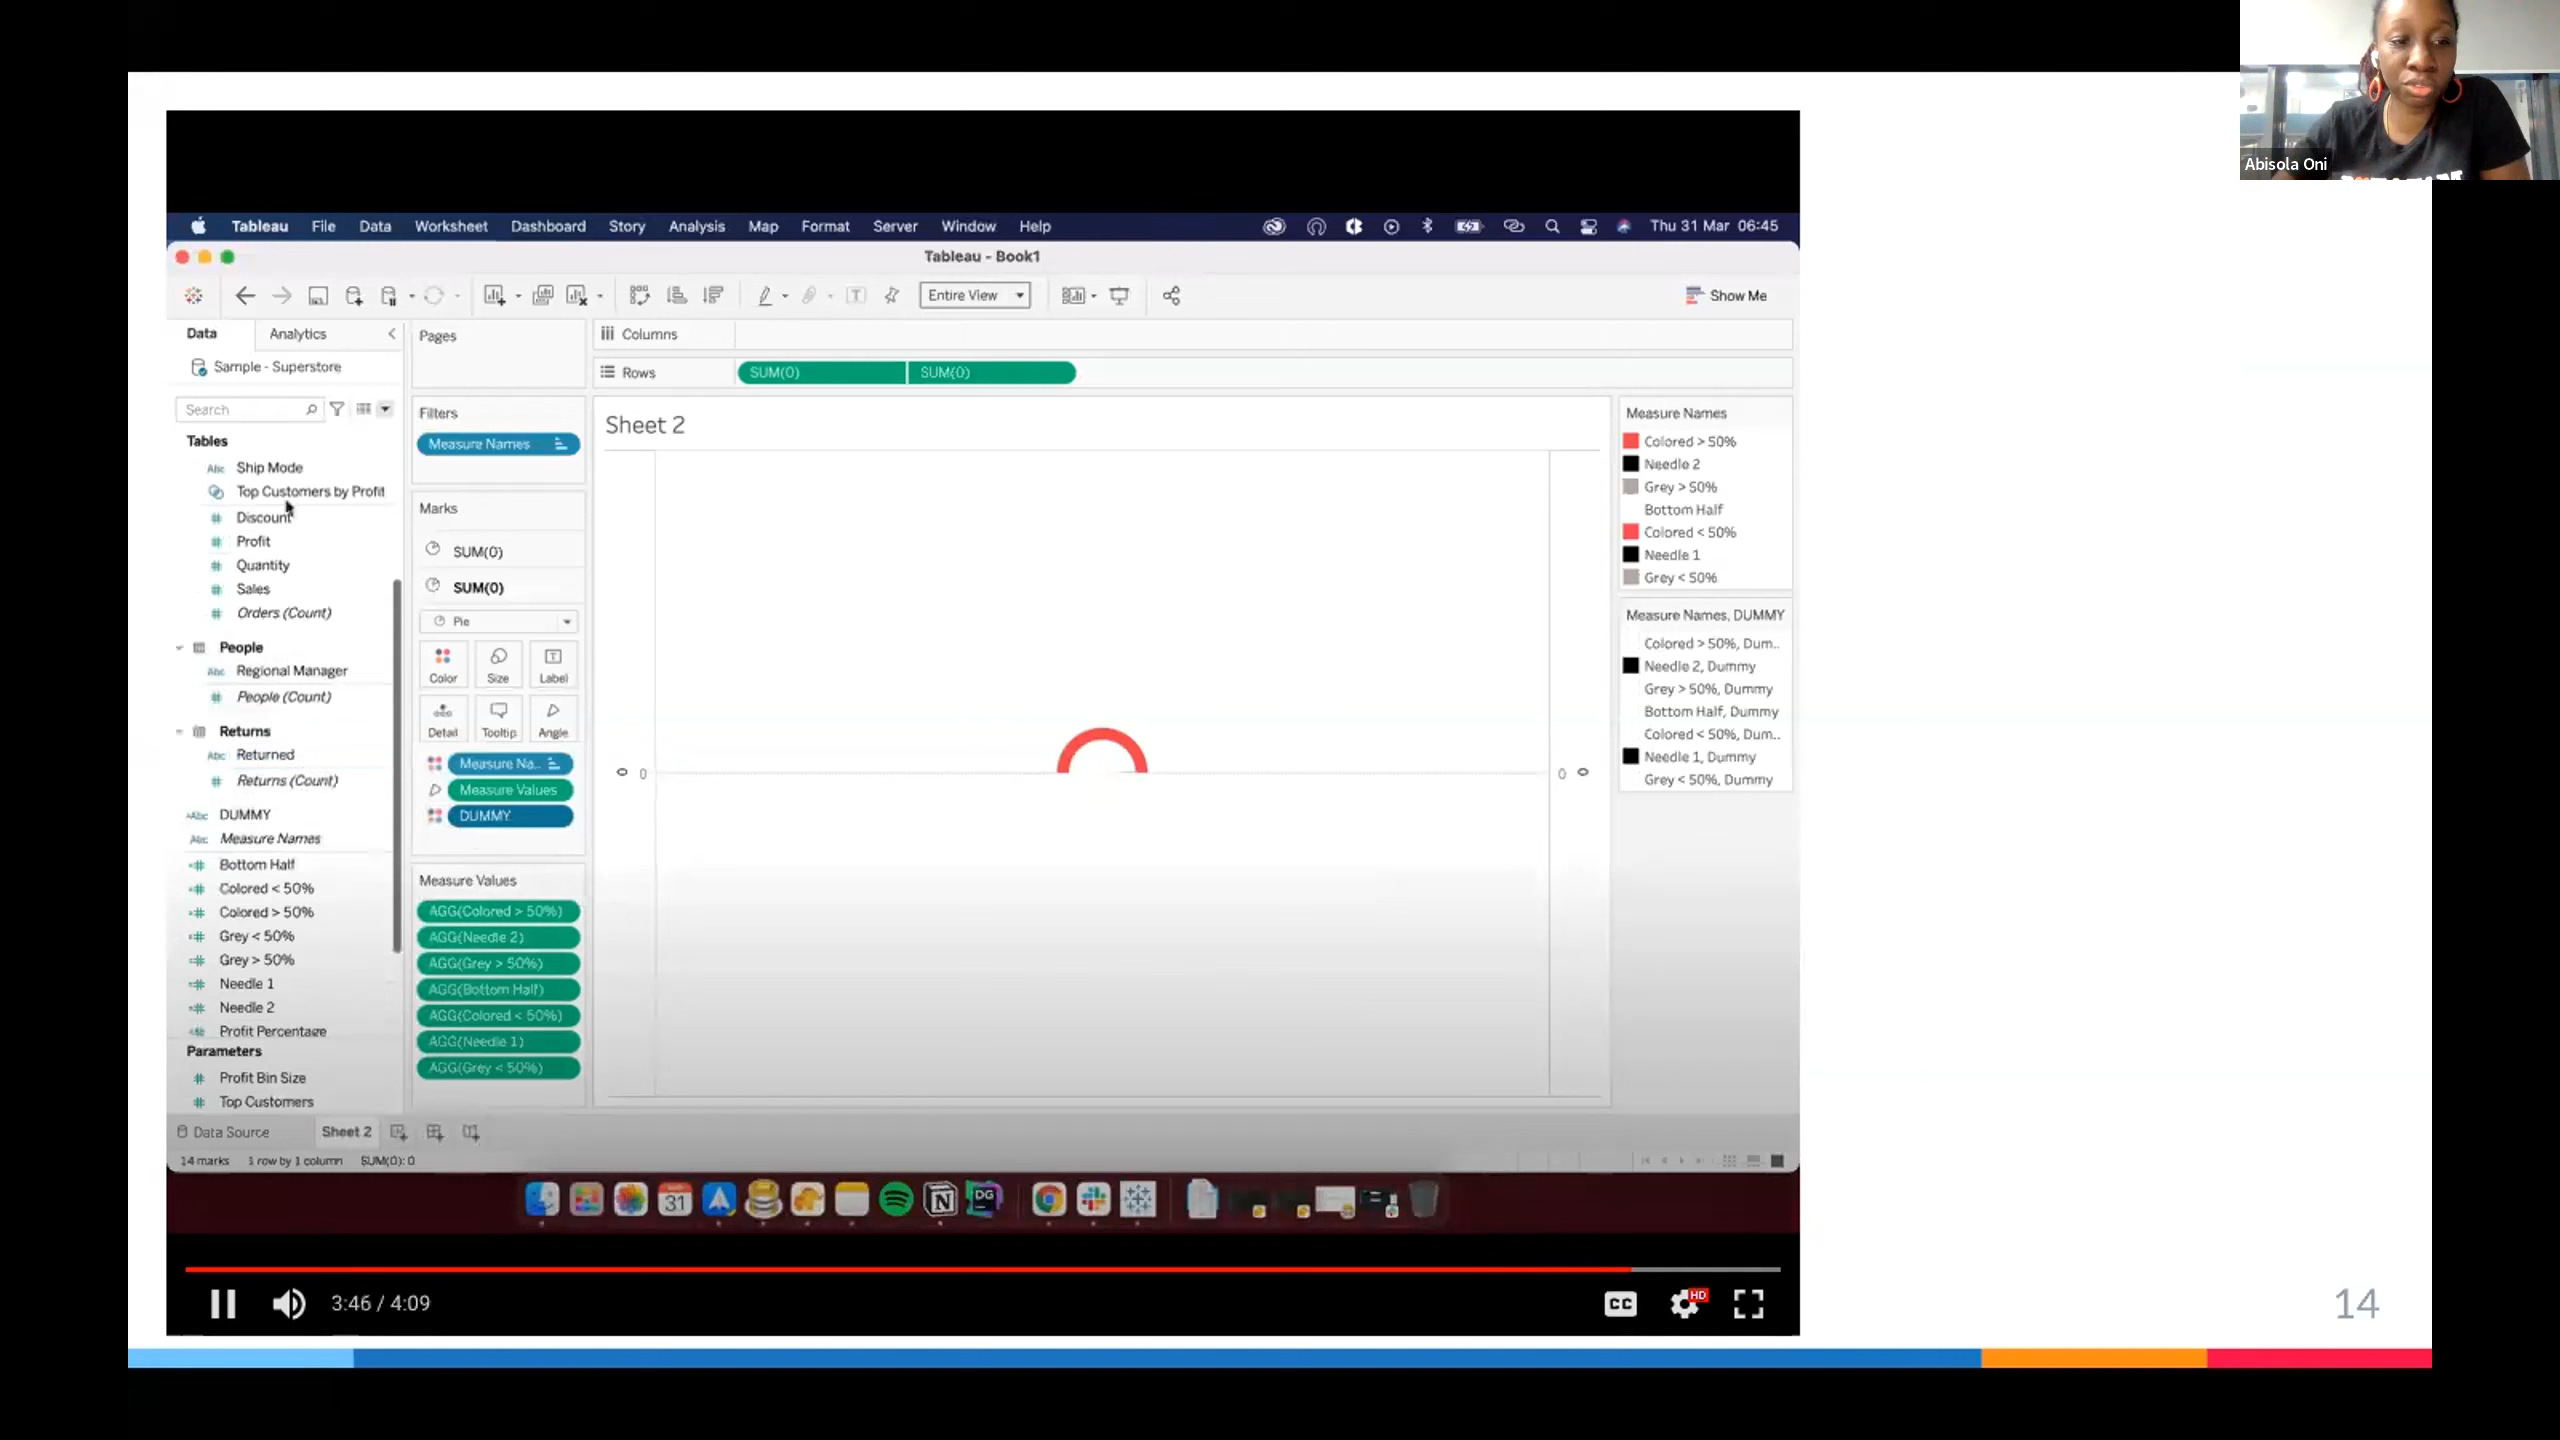 Abisola Oni
Tableau File Data Worksheet Dashboard Story Analysis Map Format Server Window Help Thu 31 Mar 06:45
Tableau - Book1
Entire View Show Me
Data Analytics Pages Columns
Sample - Superstore Rows SUM(0) SUM(0)
Search
Tables
Ship Mode
Top Customers by Profit
Discount
Profit
Quantity
Sales
Orders (Count)
People
Regional Manager
People (Count)
Returns
Returned
Returns (Count)
DUMMY
Measure Names
Bottom Half
Colored < 50%
Colored > 50%
Grey < 50%
Grey > 50%
Needle 1
Needle 2
Profit Percentage
Parameters
Profit Bin Size
Top Customers
Filters
Measure Names
Marks
SUM(0)
SUM(0)
Pie
Color Size Label
Detail Tooltip Angle
Measure Na..
Measure Values
DUMMY
Measure Values
AGG(Colored > 50%)
AGG(Needle 2)
AGG(Grey > 50%)
AGG(Bottom Half)
AGG(Colored < 50%)
AGG(Needle 1)
AGG(Grey < 50%)
Sheet 2
0 0
Measure Names
Colored > 50%
Needle 2
Grey > 50%
Bottom Half
Colored < 50%
Needle 1
Grey < 50%
Measure Names, DUMMY
Colored > 50%, Dum..
Needle 2, Dummy
Grey > 50%, Dummy
Bottom Half, Dummy
Colored < 50%, Dum..
Needle 1, Dummy
Grey < 50%, Dummy
Data Source Sheet 2
14 marks 1 row by 1 column SUM(0): 0
31 N DG
3:46 / 4:09 CC HD
14